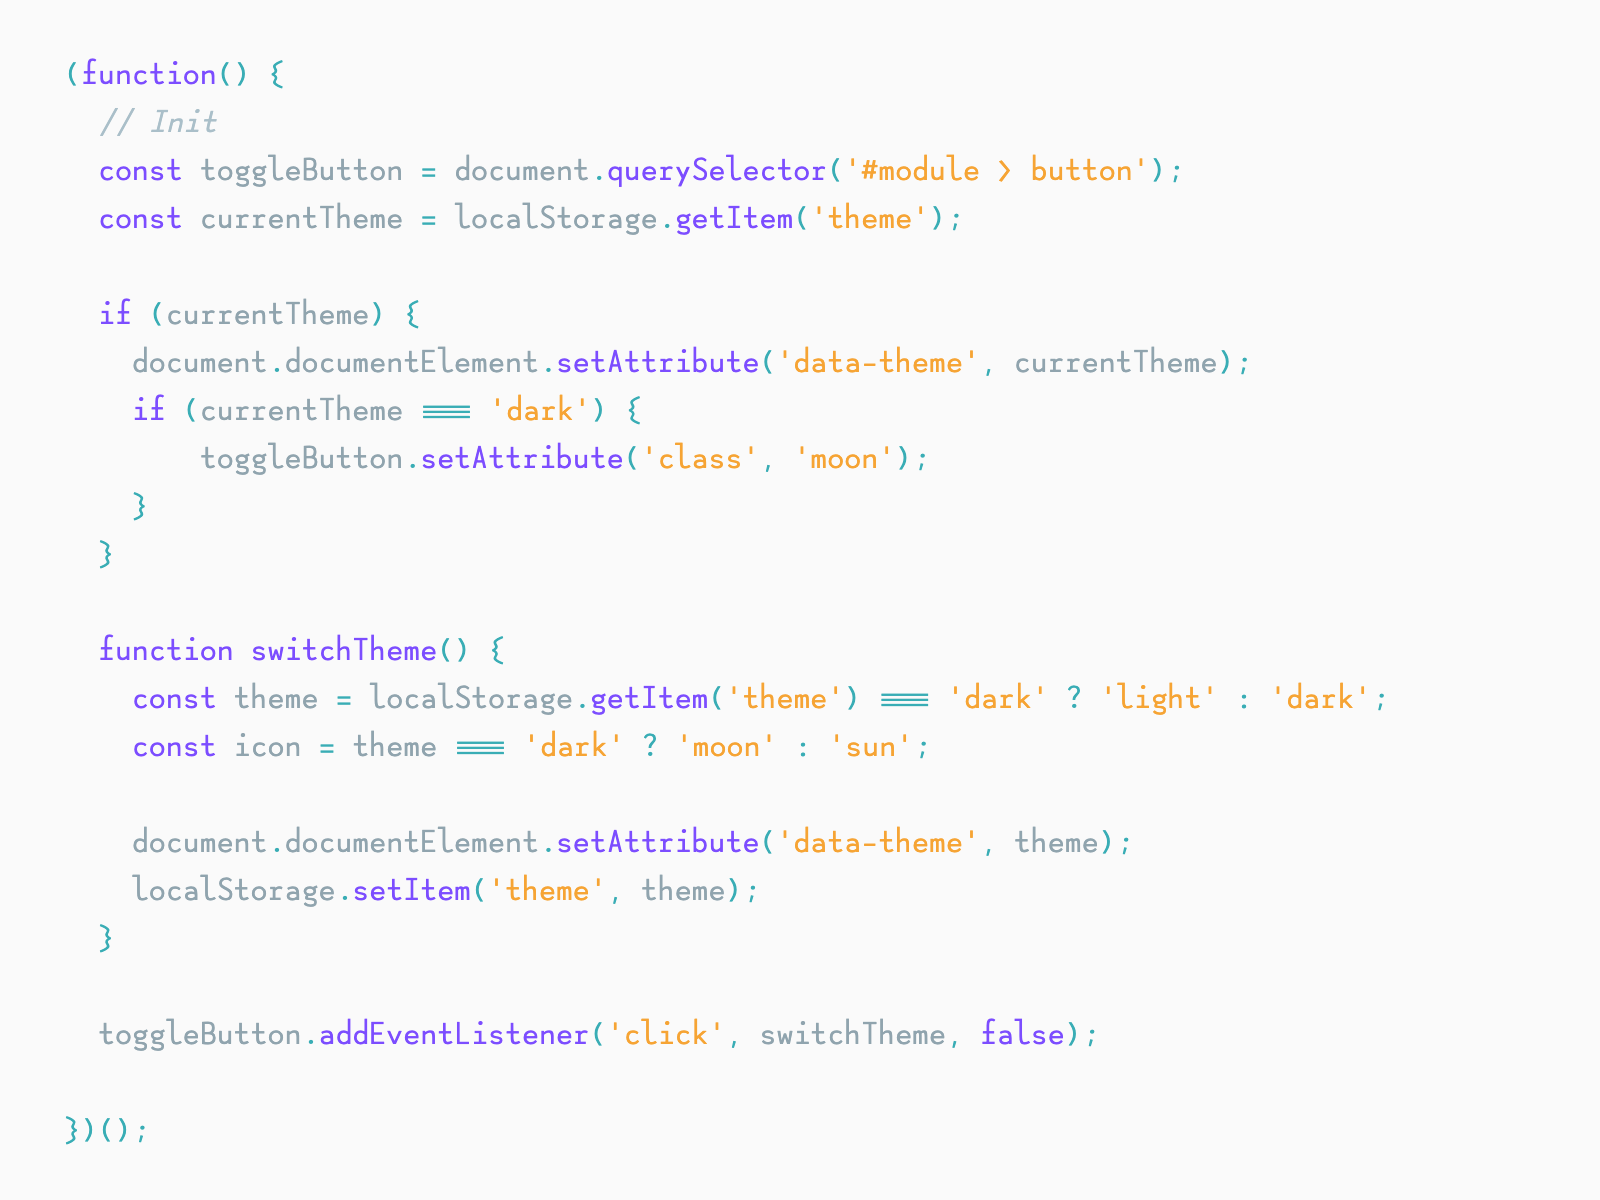 (function() {
  // Init
  const toggleButton = document.querySelector('#module > button');
  const currentTheme = localStorage.getItem('theme');

  if (currentTheme) {
    document.documentElement.setAttribute('data-theme', currentTheme);
    if (currentTheme === 'dark') {
        toggleButton.setAttribute('class', 'moon');
    }
  }

  function switchTheme() {
    const theme = localStorage.getItem('theme') === 'dark' ? 'light' : 'dark';
    const icon = theme === 'dark' ? 'moon' : 'sun';

    document.documentElement.setAttribute('data-theme', theme);
    localStorage.setItem('theme', theme);
  }

  toggleButton.addEventListener('click', switchTheme, false);

})();